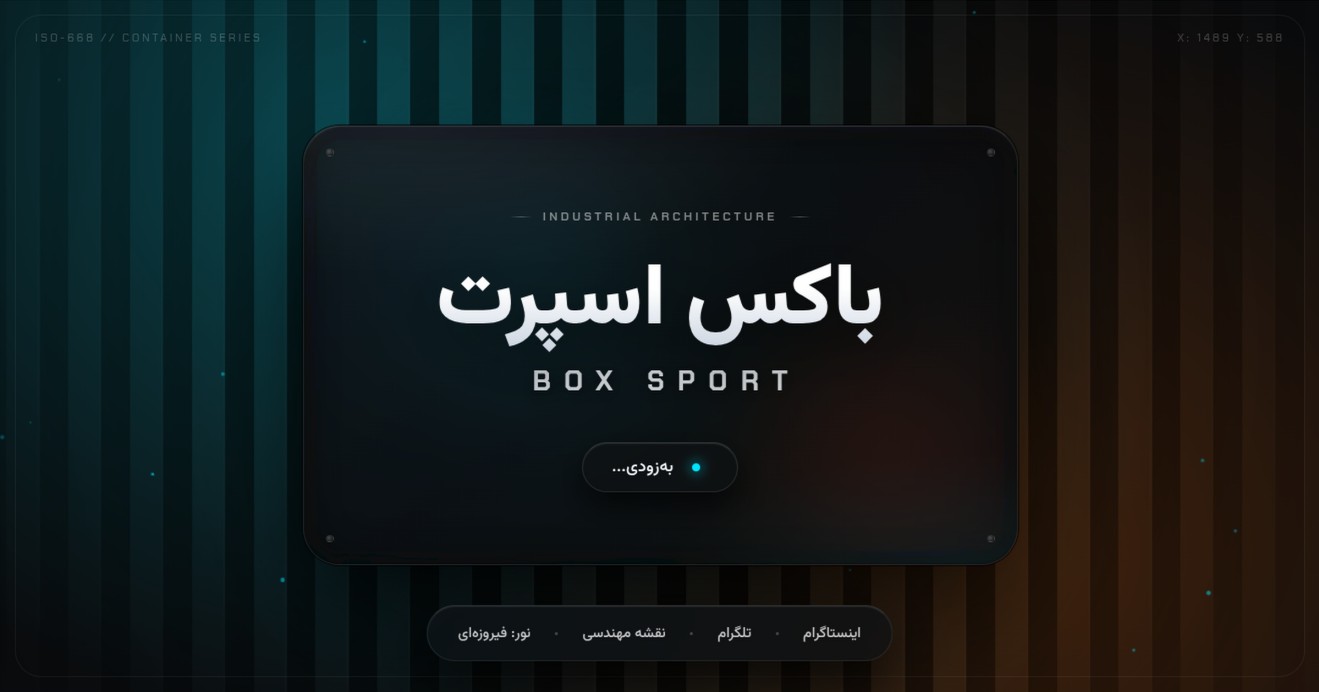 ISO-668 // CONTAINER SERIES
X: 1489 Y: 588
INDUSTRIAL ARCHITECTURE
باکس اسپرت
BOX SPORT
به‌زودی...
اینستاگرام • تلگرام • نقشه مهندسی • نور: فیروزه‌ای